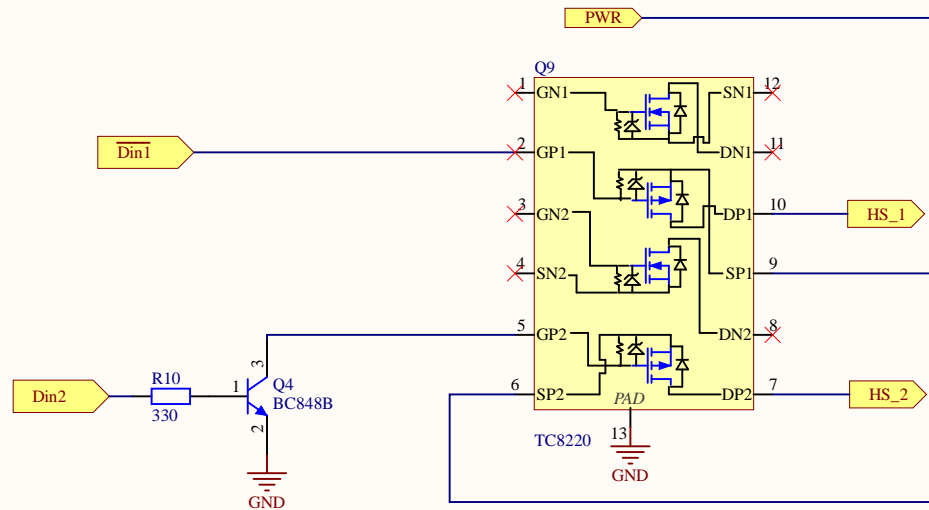 PWR
Q9
1 GN1 SN1 12
Din1
2 GP1 DN1 11
3 GN2 DP1 10 HS_1
4 SN2 SP1 9
5 GP2 DN2 8
6 SP2 DP2 7 HS_2
PAD
13
TC8220
GND
Din2
R10
330
1
3
Q4
BC848B
2
GND